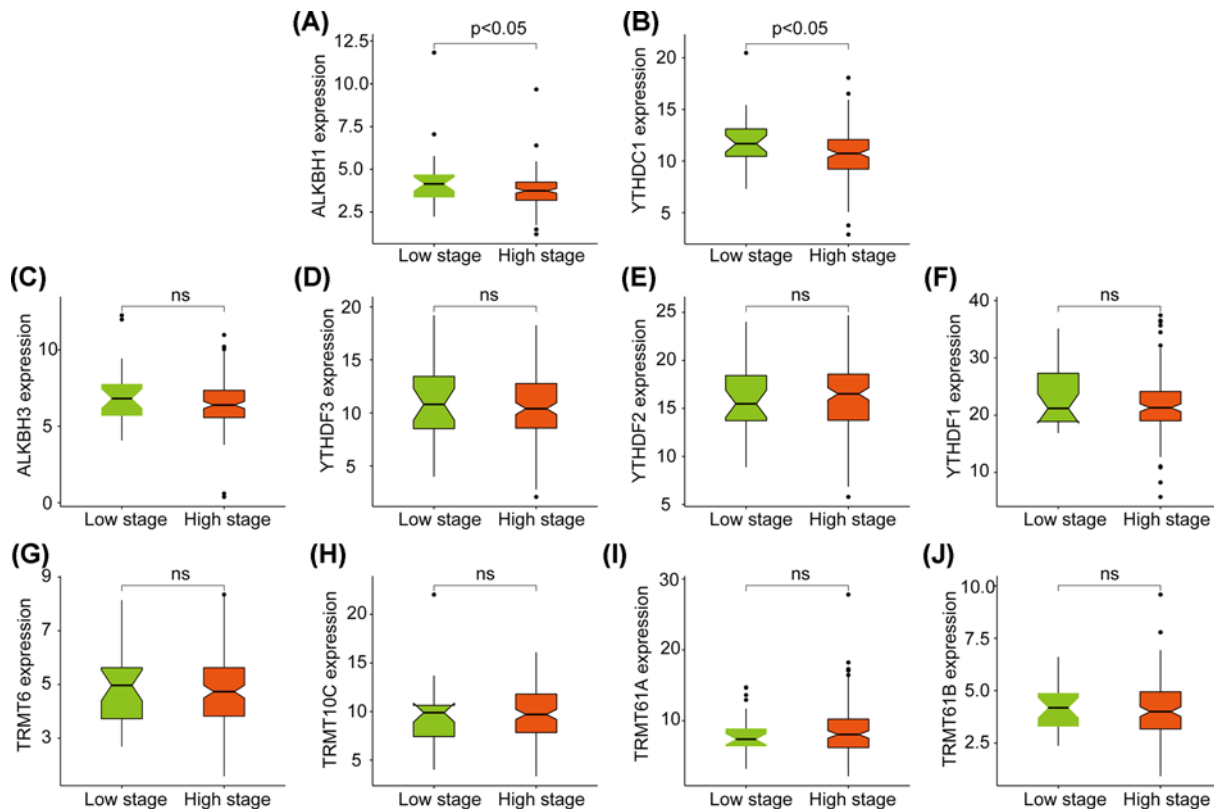 (A)
p<0.05
12.5
10.0
7.5
5.0
2.5
ALKBH1 expression
Low stage High stage
(B)
p<0.05
20
15
10
5
YTHDC1 expression
Low stage High stage
(C)
ns
10
5
0
ALKBH3 expression
Low stage High stage
(D)
ns
20
15
10
5
YTHDF3 expression
Low stage High stage
(E)
ns
25
20
15
10
5
YTHDF2 expression
Low stage High stage
(F)
ns
40
30
20
10
YTHDF1 expression
Low stage High stage
(G)
ns
9
7
5
3
TRMT6 expression
Low stage High stage
(H)
ns
20
15
10
5
TRMT10C expression
Low stage High stage
(I)
ns
30
20
10
TRMT61A expression
Low stage High stage
(J)
ns
10.0
7.5
5.0
2.5
TRMT61B expression
Low stage High stage